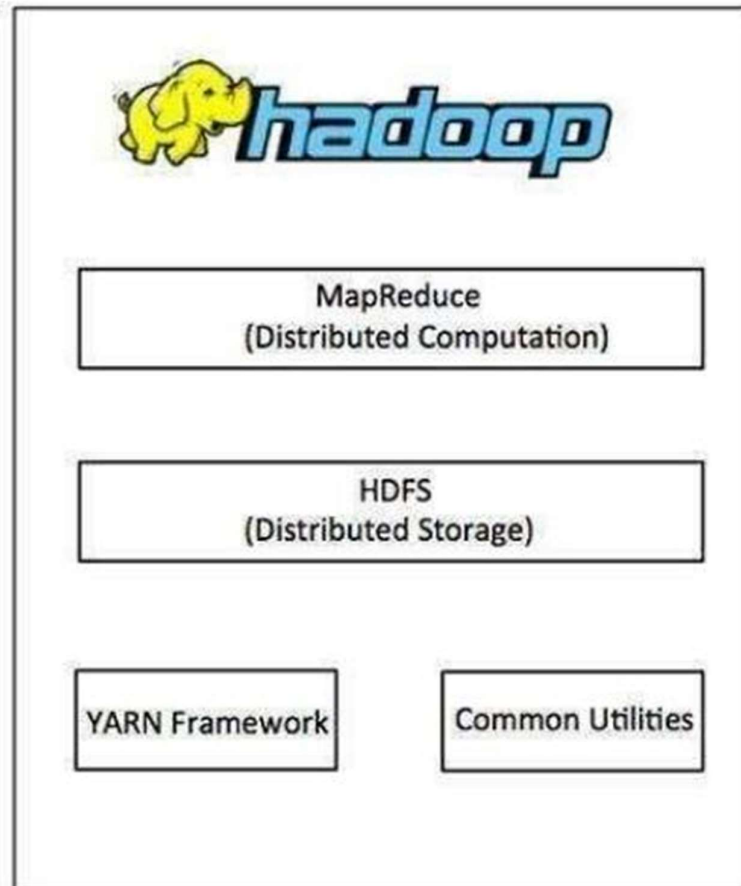 hadoop
MapReduce
(Distributed Computation)
HDFS
(Distributed Storage)
YARN Framework
Common Utilities